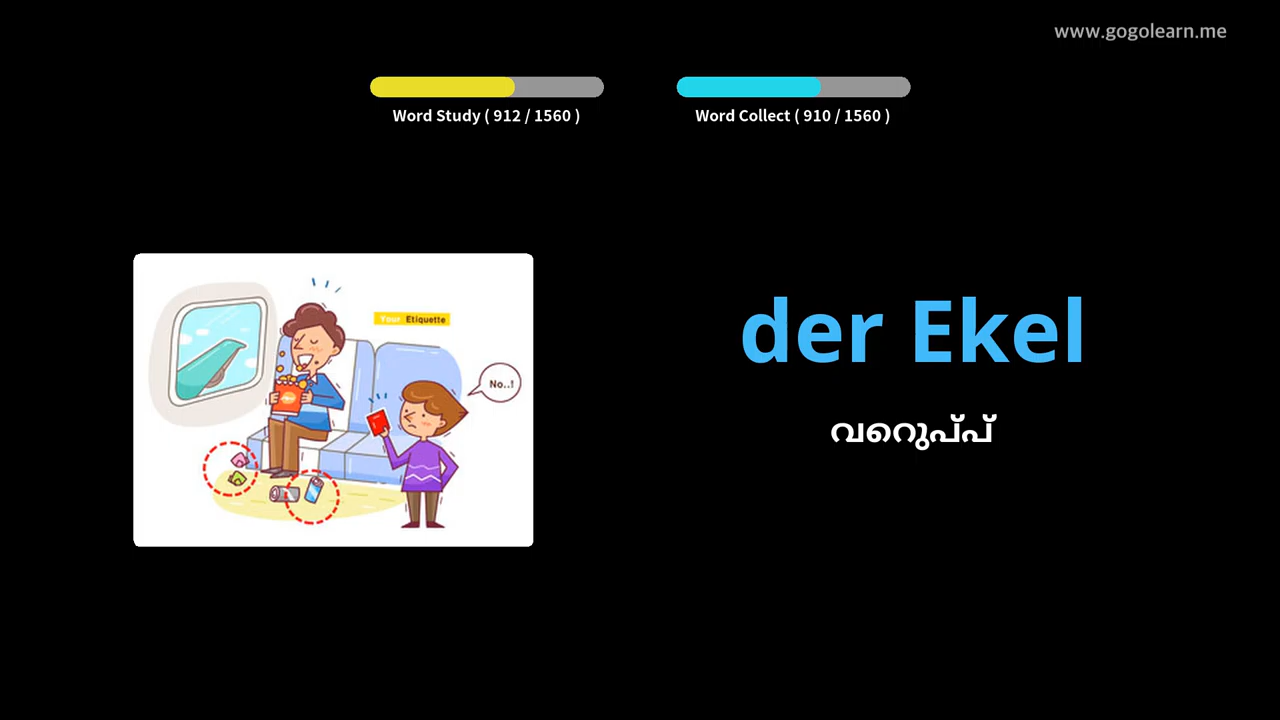 www.gogolearn.me
Word Study ( 912 / 1560 )
Word Collect ( 910 / 1560 )
Your Etiquette
No..!
der Ekel
വെറുപ്പ്